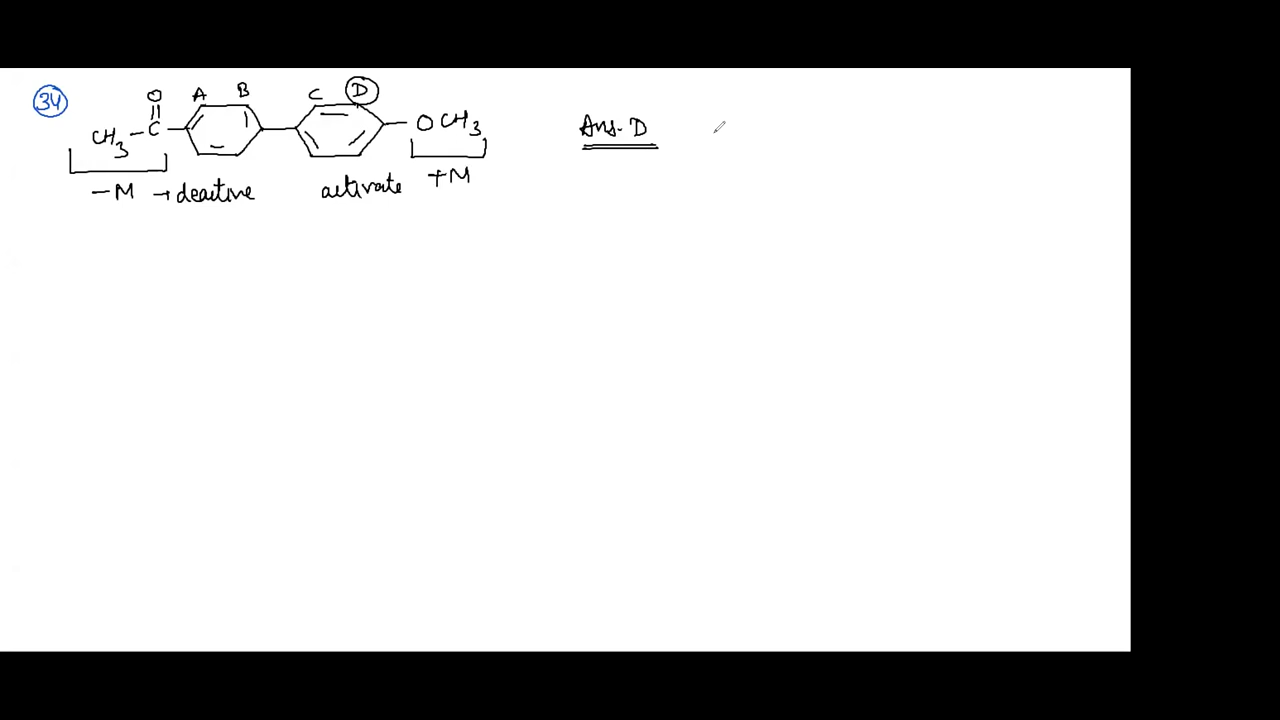 34
O A B C D
CH3 - C OCH3 Ans. D
-M → deactive activate +M